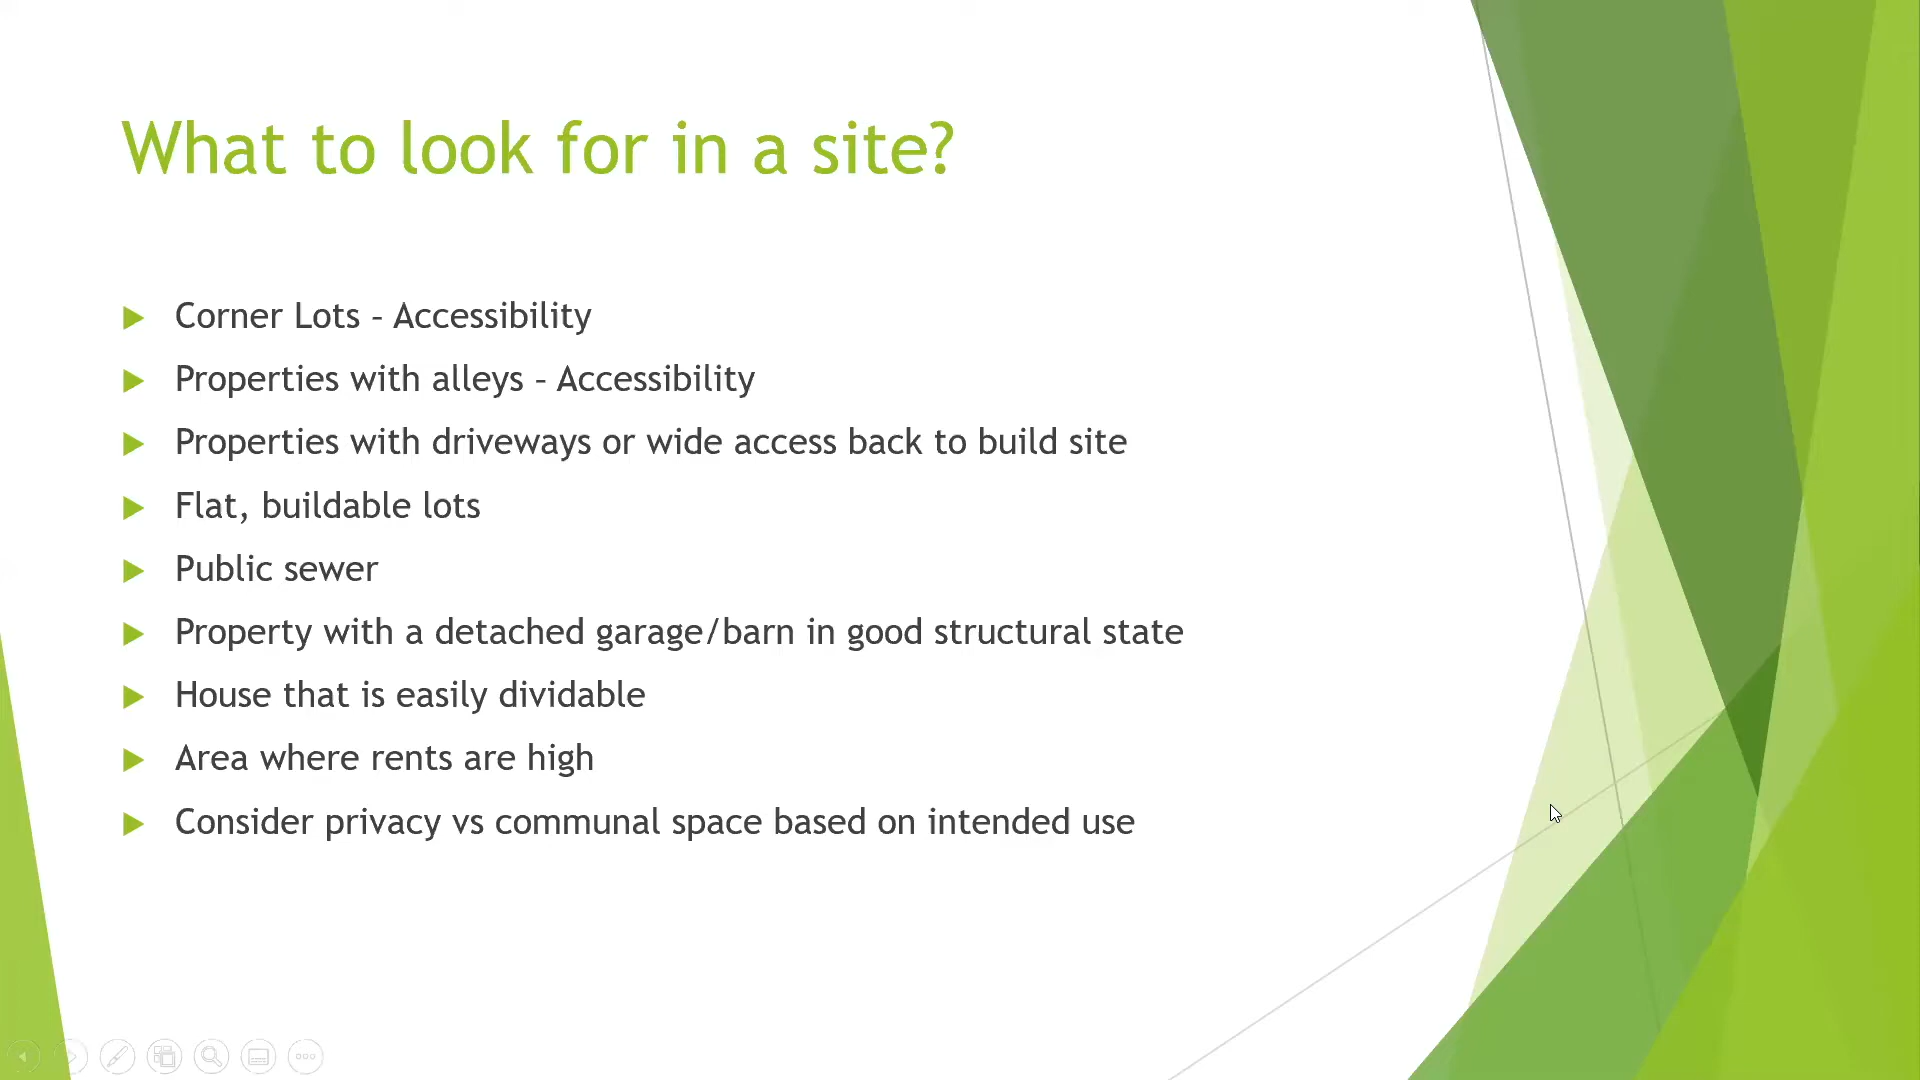 What to look for in a site?
Corner Lots – Accessibility
Properties with alleys – Accessibility
Properties with driveways or wide access back to build site
Flat, buildable lots
Public sewer
Property with a detached garage/barn in good structural state
House that is easily dividable
Area where rents are high
Consider privacy vs communal space based on intended use